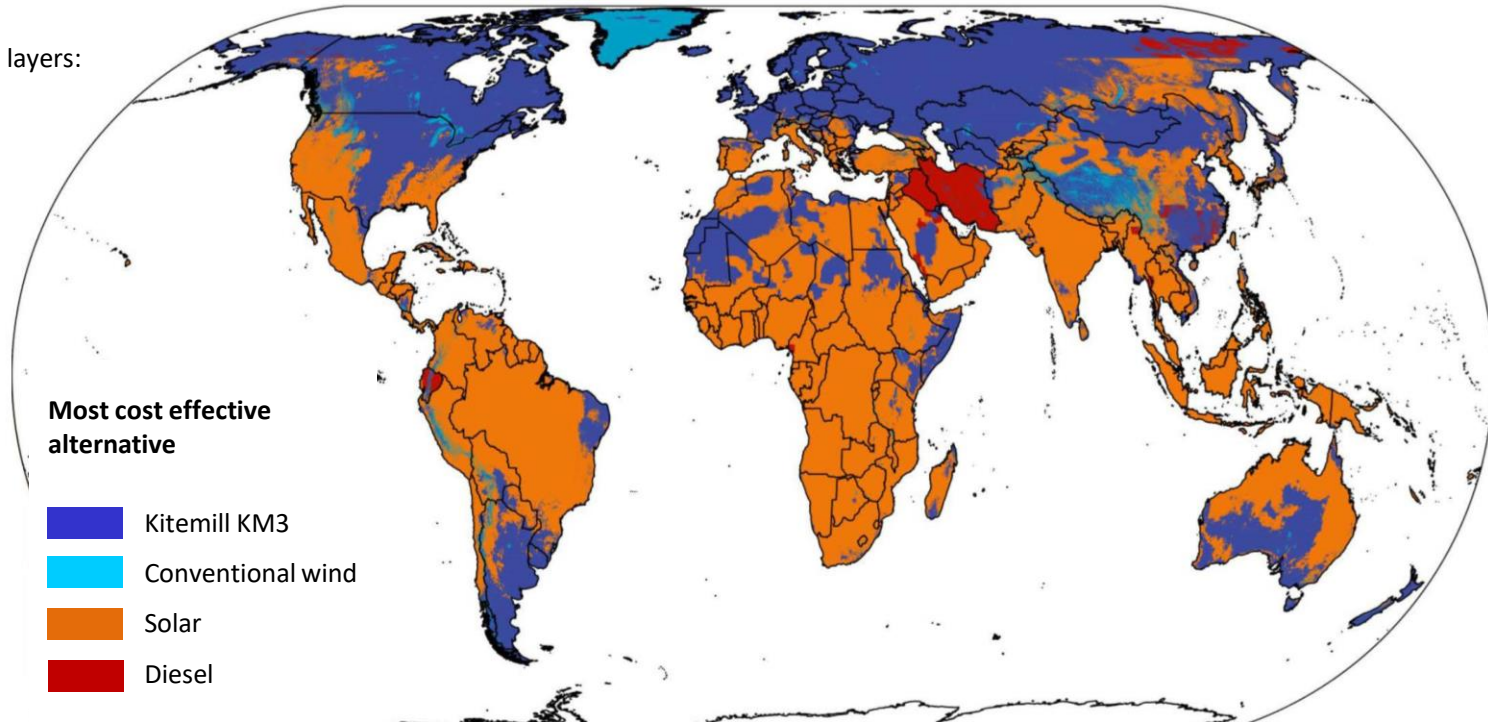 layers:
Most cost effective
alternative
Kitemill KM3
Conventional wind
Solar
Diesel